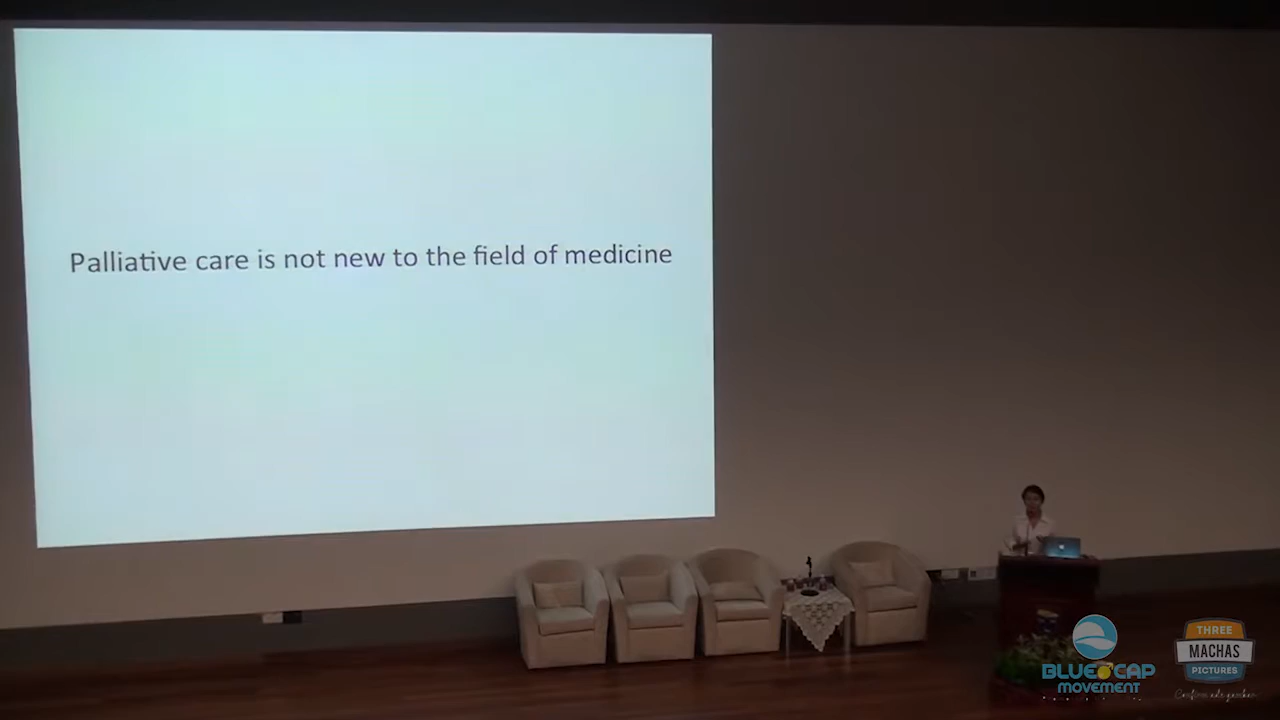 Palliative care is not new to the field of medicine
BLUE CAP
MOVEMENT
THREE
MACHAS
PICTURES